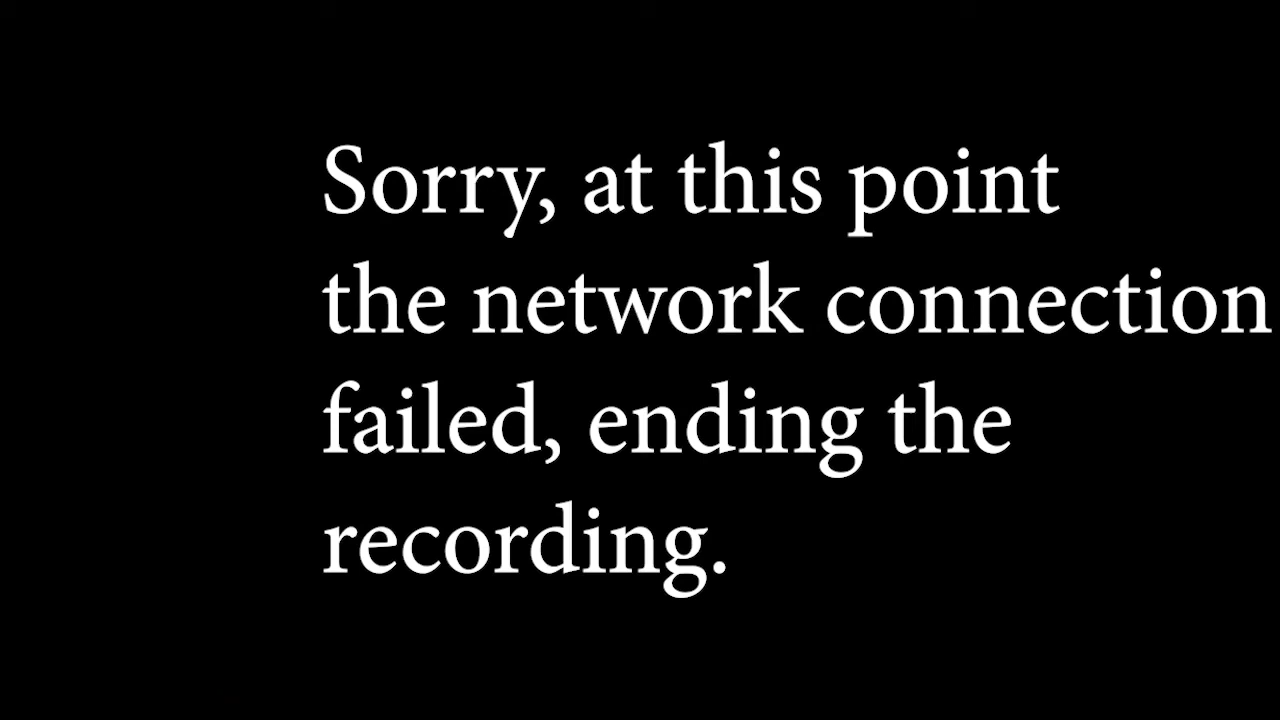 Sorry, at this point
the network connection
failed, ending the
recording.